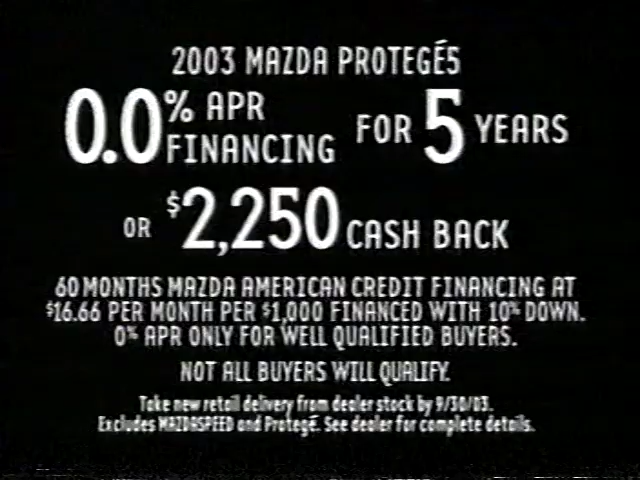 2003 MAZDA PROTEGÉ5
0.0% APR FINANCING FOR 5 YEARS
OR $2,250 CASH BACK
60 MONTHS MAZDA AMERICAN CREDIT FINANCING AT
$16.66 PER MONTH PER $1,000 FINANCED WITH 10% DOWN.
0% APR ONLY FOR WELL QUALIFIED BUYERS.
NOT ALL BUYERS WILL QUALIFY.
Take new retail delivery from dealer stock by 9/30/03.
Excludes MAZDASPEED and Protegé. See dealer for complete details.